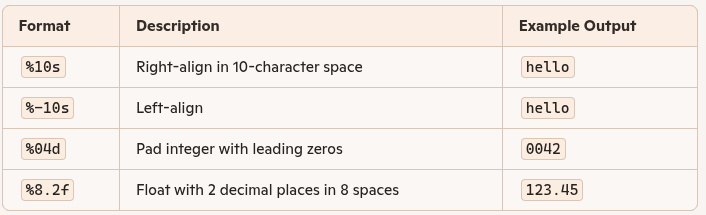 Format Description Example Output
%10s Right-align in 10-character space hello
%-10s Left-align hello
%04d Pad integer with leading zeros 0042
%8.2f Float with 2 decimal places in 8 spaces 123.45